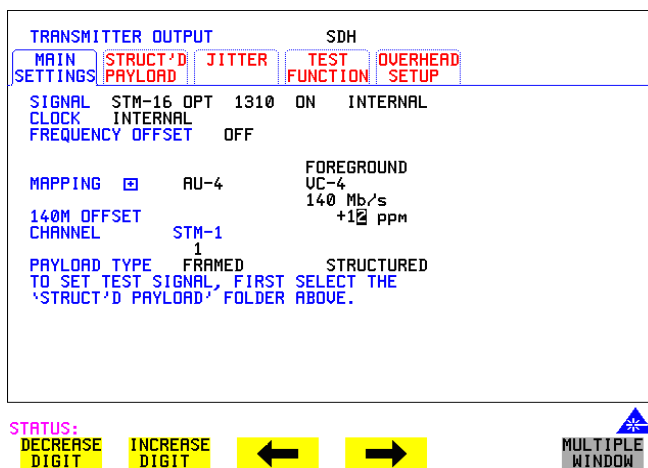 TRANSMITTER OUTPUT SDH
MAIN SETTINGS
STRUCT'D PAYLOAD
JITTER
TEST FUNCTION
OVERHEAD SETUP
SIGNAL STM-16 OPT 1310 ON INTERNAL
CLOCK INTERNAL
FREQUENCY OFFSET OFF
FOREGROUND
MAPPING + AU-4 VC-4
140 Mb/s
140M OFFSET +12 ppm
CHANNEL STM-1
1
PAYLOAD TYPE FRAMED STRUCTURED
TO SET TEST SIGNAL, FIRST SELECT THE
'STRUCT'D PAYLOAD' FOLDER ABOVE.
STATUS:
DECREASE DIGIT
INCREASE DIGIT
MULTIPLE WINDOW